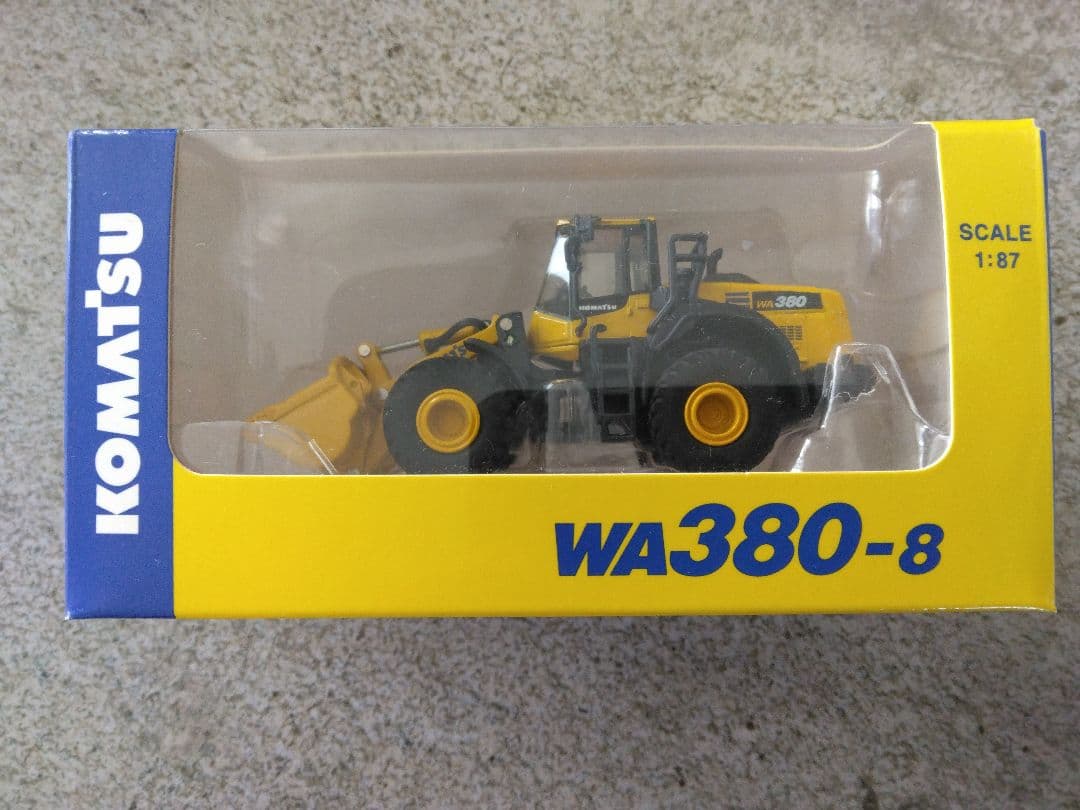 KOMATSU
SCALE
1:87
KOMATSU
WA380
WA380-8